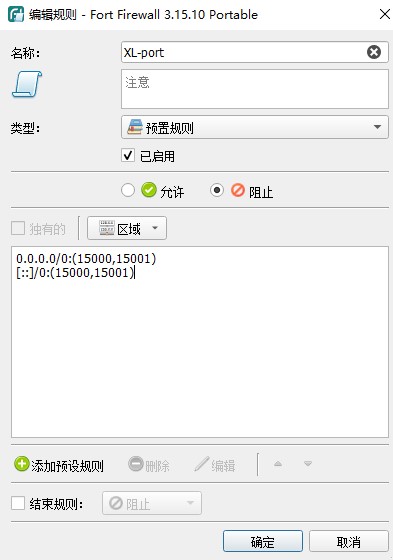 编辑规则 - Fort Firewall 3.15.10 Portable
名称：
XL-port
注意
类型：
预置规则
已启用
允许
阻止
独有的
区域
0.0.0.0/0:(15000,15001)
[::]/0:(15000,15001)
添加预设规则
删除
编辑
结束规则：
阻止
确定
取消